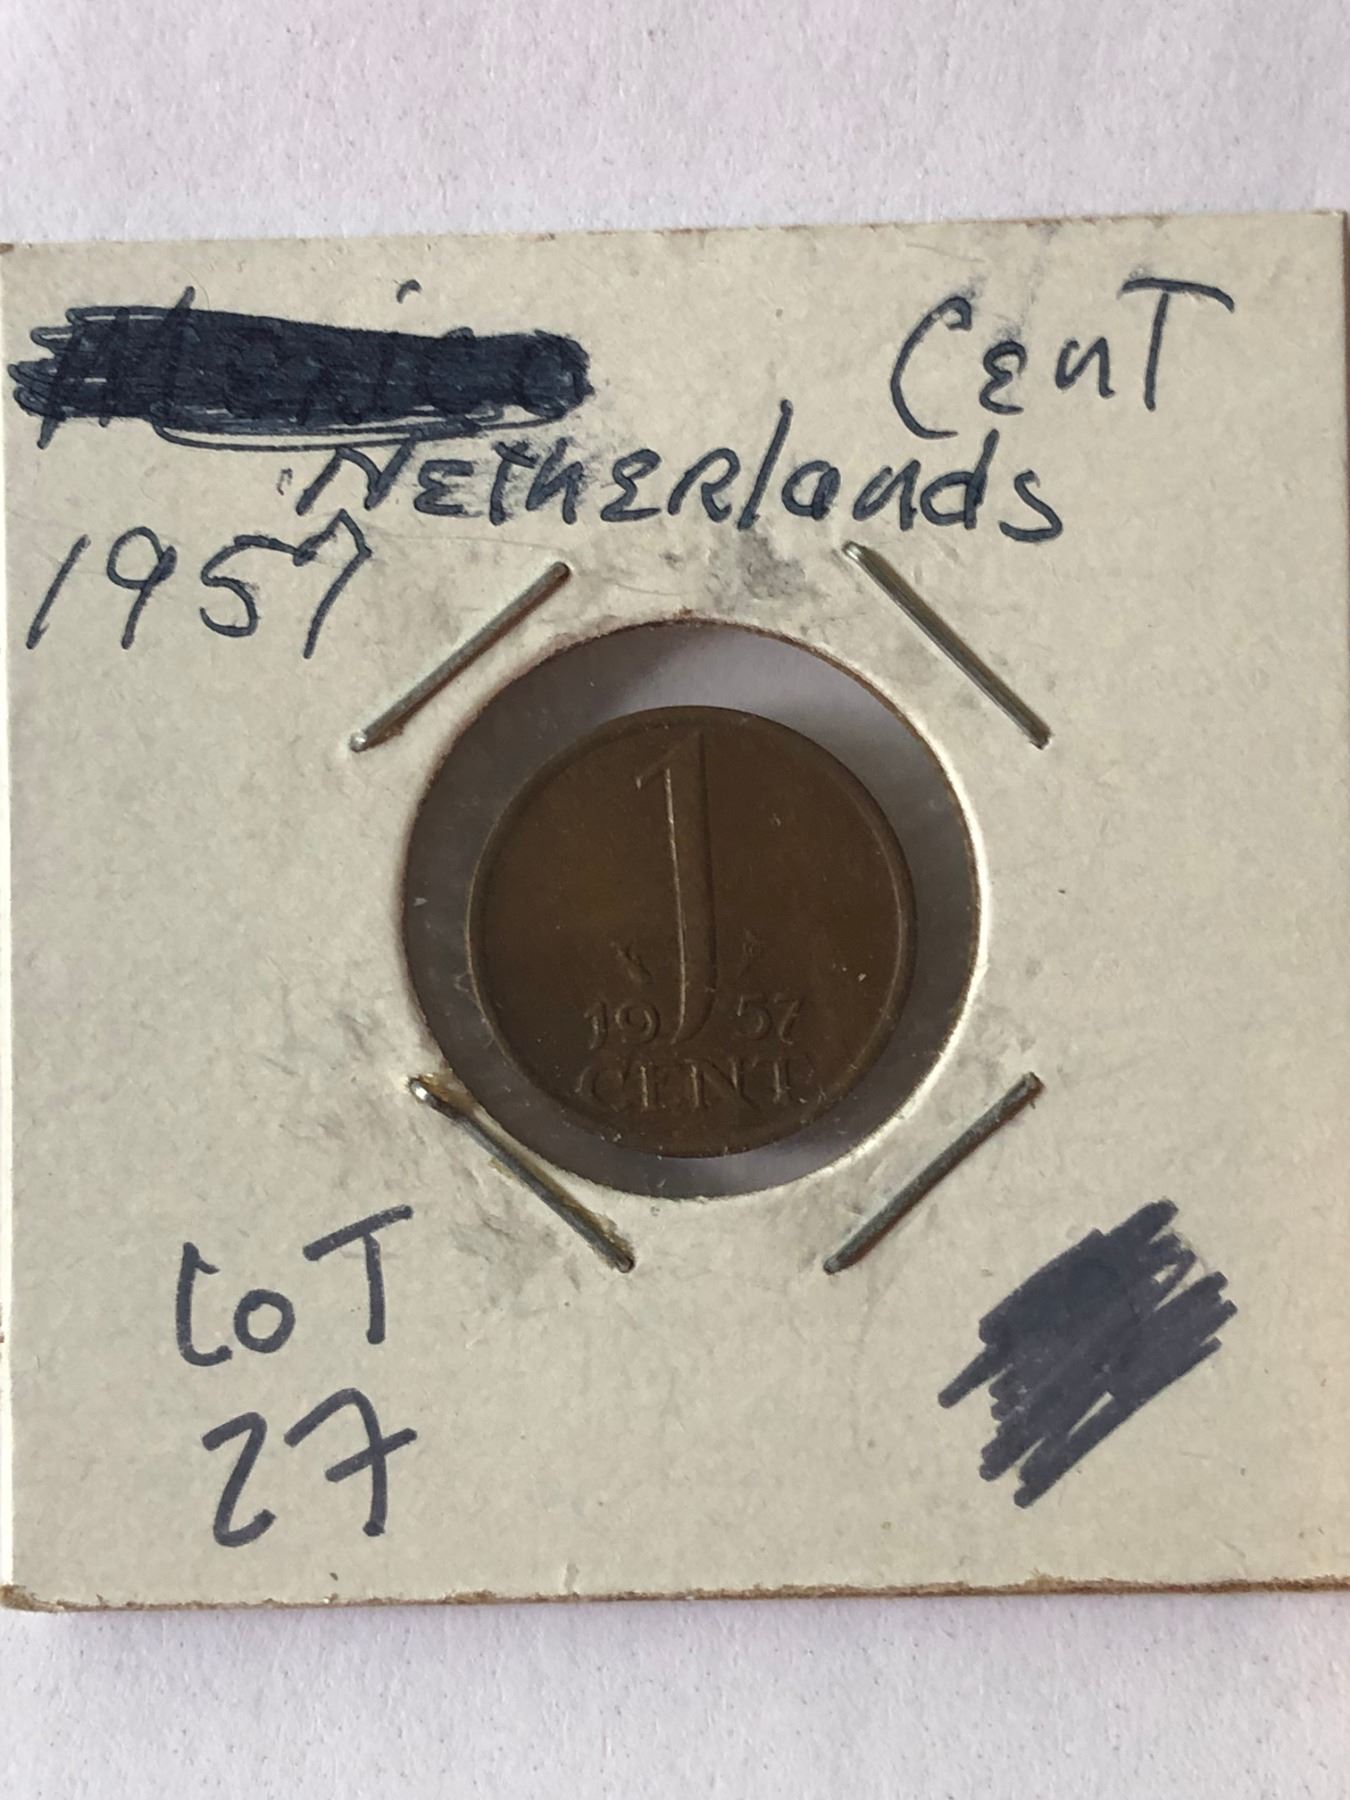 CenT
NetherLands
1957
1
19 57
CENT
LoT
27